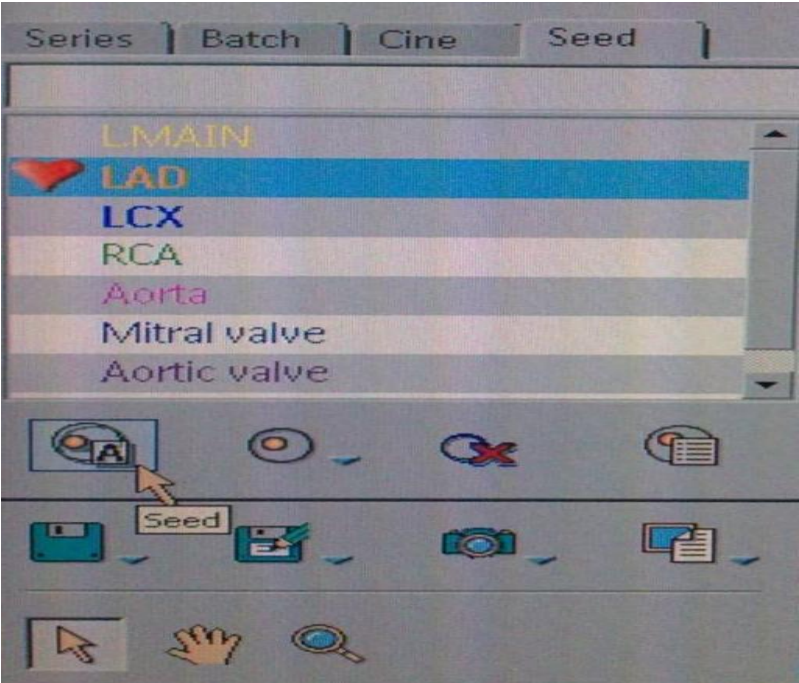 Series Batch Cine Seed
L.MAIN
LAD
LCX
RCA
Aorta
Mitral valve
Aortic valve
A
Seed